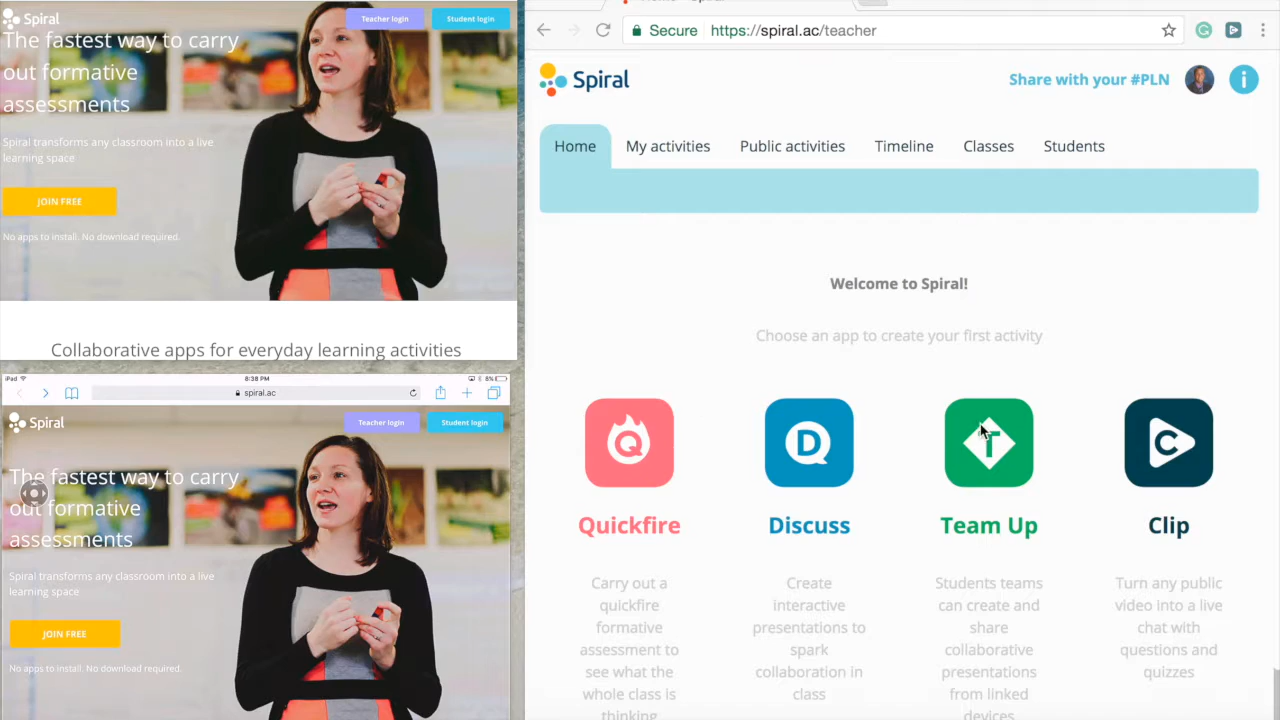 Spiral
Teacher login
Student login
The fastest way to carry
out formative
assessments
Spiral transforms any classroom into a live
learning space
JOIN FREE
No apps to install. No download required.
Collaborative apps for everyday learning activities
iPad
8:38 PM
8%
spiral.ac
Spiral
Teacher login
Student login
The fastest way to carry
out formative
assessments
Spiral transforms any classroom into a live
learning space
JOIN FREE
No apps to install. No download required.
Secure
https://spiral.ac/teacher
Spiral
Share with your #PLN
i
Home
My activities
Public activities
Timeline
Classes
Students
Welcome to Spiral!
Choose an app to create your first activity
Q
D
T
C
Quickfire
Discuss
Team Up
Clip
Carry out a
quickfire
formative
assessment to
see what the
whole class is
thinking
Create
interactive
presentations to
spark
collaboration in
class
Students teams
can create and
share
collaborative
presentations
from linked
devices
Turn any public
video into a live
chat with
questions and
quizzes